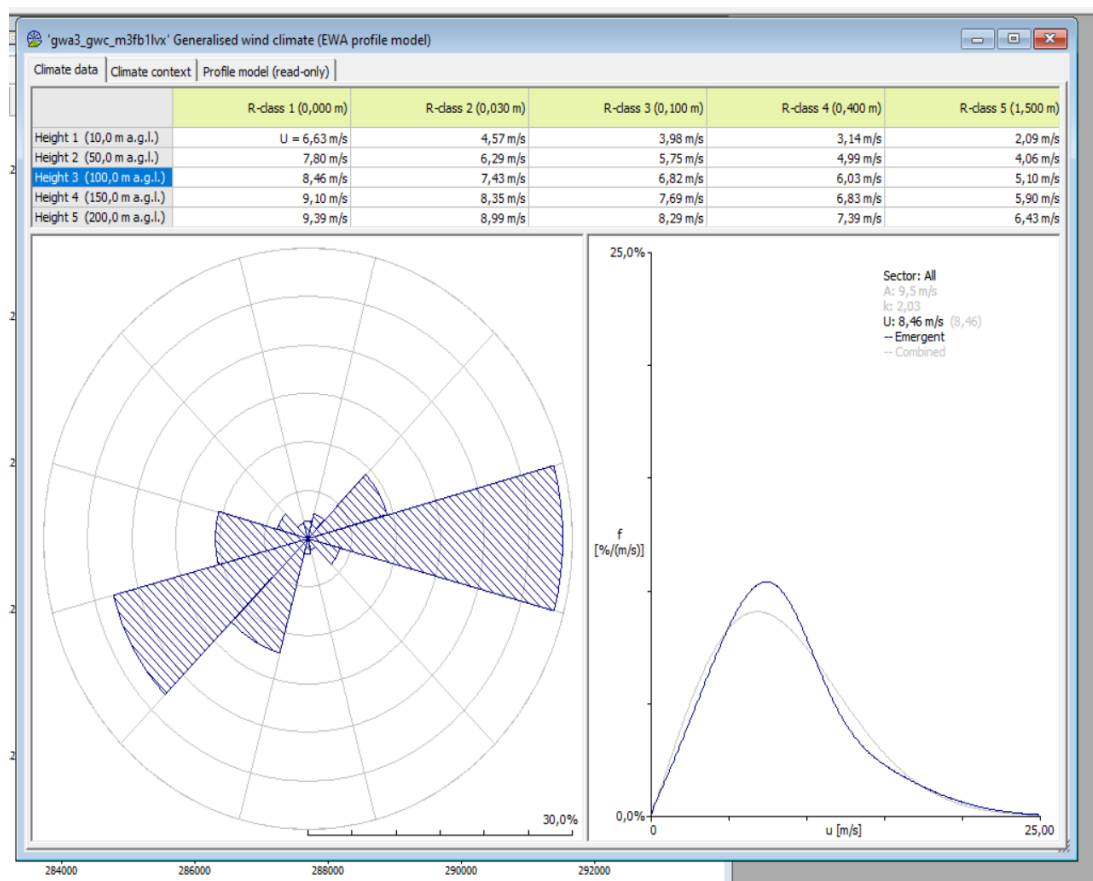 'gwa3_gwc_m3fb1lvx' Generalised wind climate (EWA profile model)
Climate data Climate context Profile model (read-only)
R-class 1 (0,000 m) R-class 2 (0,030 m) R-class 3 (0,100 m) R-class 4 (0,400 m) R-class 5 (1,500 m)
Height 1 (10,0 m a.g.l.) U = 6,63 m/s 4,57 m/s 3,98 m/s 3,14 m/s 2,09 m/s
Height 2 (50,0 m a.g.l.) 7,80 m/s 6,29 m/s 5,75 m/s 4,99 m/s 4,06 m/s
Height 3 (100,0 m a.g.l.) 8,46 m/s 7,43 m/s 6,82 m/s 6,03 m/s 5,10 m/s
Height 4 (150,0 m a.g.l.) 9,10 m/s 8,35 m/s 7,69 m/s 6,83 m/s 5,90 m/s
Height 5 (200,0 m a.g.l.) 9,39 m/s 8,99 m/s 8,29 m/s 7,39 m/s 6,43 m/s
30,0%
25,0%
Sector: All
A: 9,5 m/s
k: 2,03
U: 8,46 m/s (8,46)
-- Emergent
-- Combined
f
[%/(m/s)]
0,0%
0 u [m/s] 25,00
284000 286000 288000 290000 292000